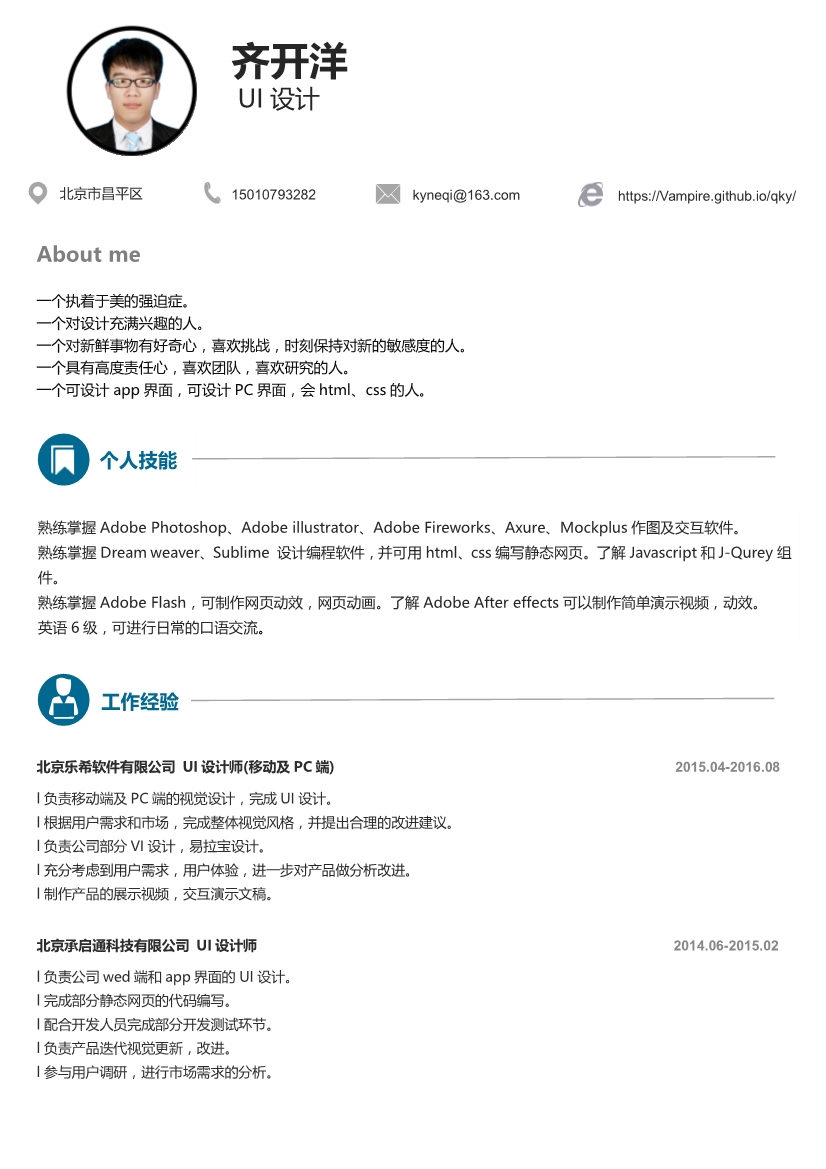 齐开洋
UI 设计
北京市昌平区
15010793282
kyneqi@163.com
https://Vampire.github.io/qky/
About me
一个执着于美的强迫症。
一个对设计充满兴趣的人。
一个对新鲜事物有好奇心，喜欢挑战，时刻保持对新的敏感度的人。
一个具有高度责任心，喜欢团队，喜欢研究的人。
一个可设计 app 界面，可设计 PC 界面，会 html、css 的人。
个人技能
熟练掌握 Adobe Photoshop、Adobe illustrator、Adobe Fireworks、Axure、Mockplus 作图及交互软件。
熟练掌握 Dream weaver、Sublime 设计编程软件，并可用 html、css 编写静态网页。了解 Javascript 和 J-Qurey 组
件。
熟练掌握 Adobe Flash，可制作网页动效，网页动画。了解 Adobe After effects 可以制作简单演示视频，动效。
英语 6 级，可进行日常的口语交流。
工作经验
北京乐希软件有限公司 UI 设计师(移动及 PC 端) 2015.04-2016.08
l 负责移动端及 PC 端的视觉设计，完成 UI 设计。
l 根据用户需求和市场，完成整体视觉风格，并提出合理的改进建议。
l 负责公司部分 VI 设计，易拉宝设计。
l 充分考虑到用户需求，用户体验，进一步对产品做分析改进。
l 制作产品的展示视频，交互演示文稿。
北京承启通科技有限公司 UI 设计师 2014.06-2015.02
l 负责公司 wed 端和 app 界面的 UI 设计。
l 完成部分静态网页的代码编写。
l 配合开发人员完成部分开发测试环节。
l 负责产品迭代视觉更新，改进。
l 参与用户调研，进行市场需求的分析。